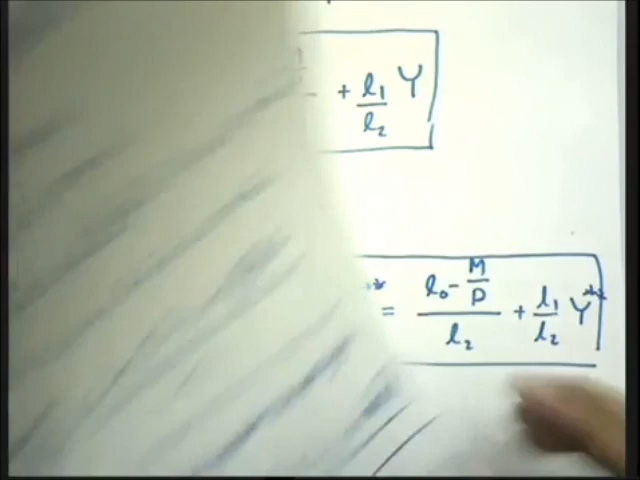 + l₁/l₂ Y
** = (l₀ - M/P)/l₂ + l₁/l₂ Y**